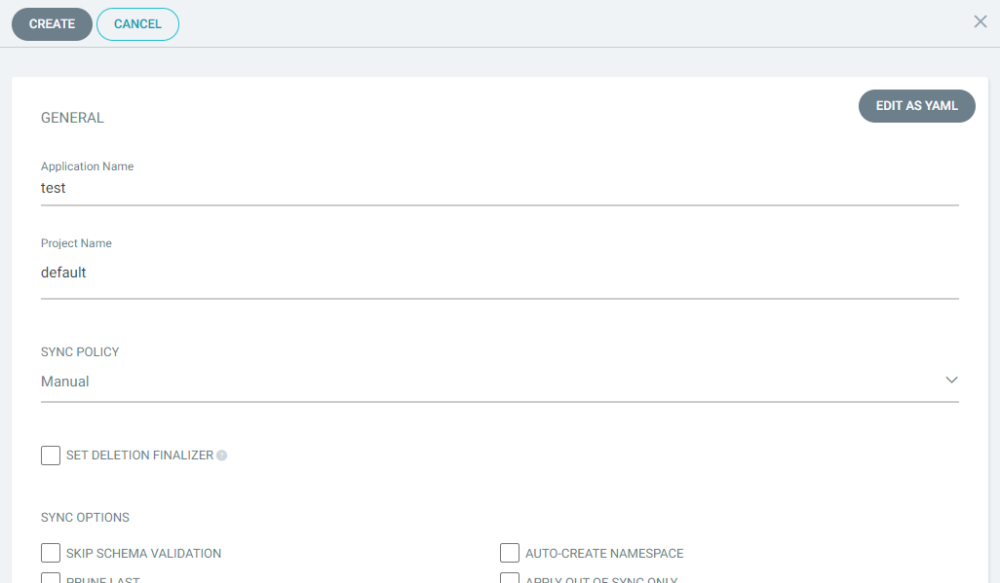 CREATE CANCEL
EDIT AS YAML
GENERAL
Application Name
test
Project Name
default
SYNC POLICY
Manual
SET DELETION FINALIZER ?
SYNC OPTIONS
SKIP SCHEMA VALIDATION AUTO-CREATE NAMESPACE
PRUNE LAST APPLY OUT OF SYNC ONLY